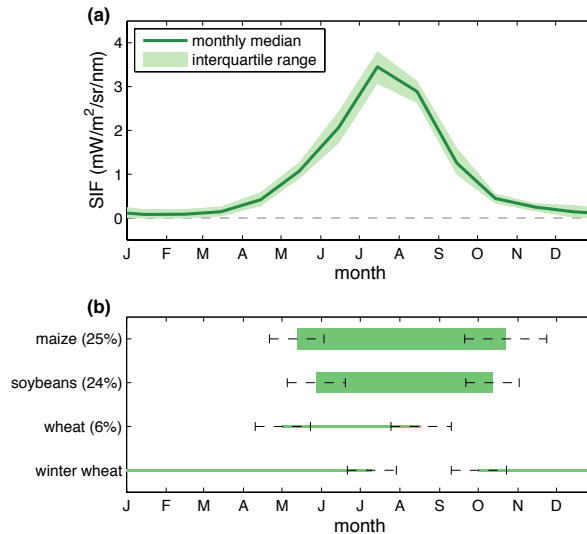 (a)
monthly median
interquartile range
SIF (mW/m²/sr/nm)
4
3
2
1
0
J F M A M J J A S O N D
month
(b)
maize (25%)
soybeans (24%)
wheat (6%)
winter wheat
J F M A M J J A S O N D
month